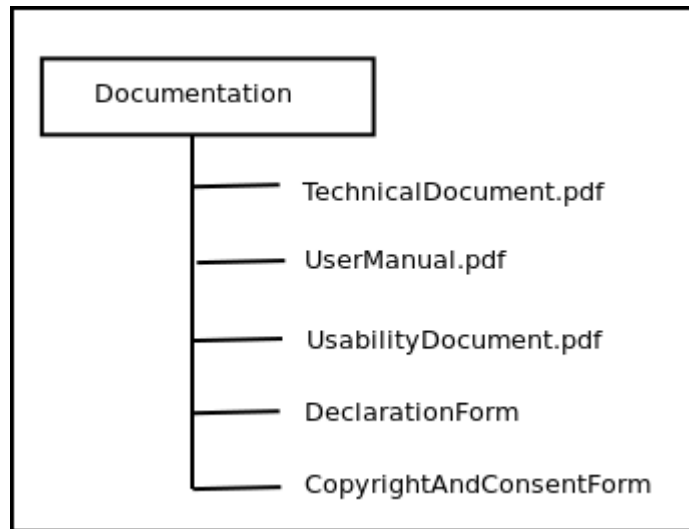 Documentation
TechnicalDocument.pdf
UserManual.pdf
UsabilityDocument.pdf
DeclarationForm
CopyrightAndConsentForm